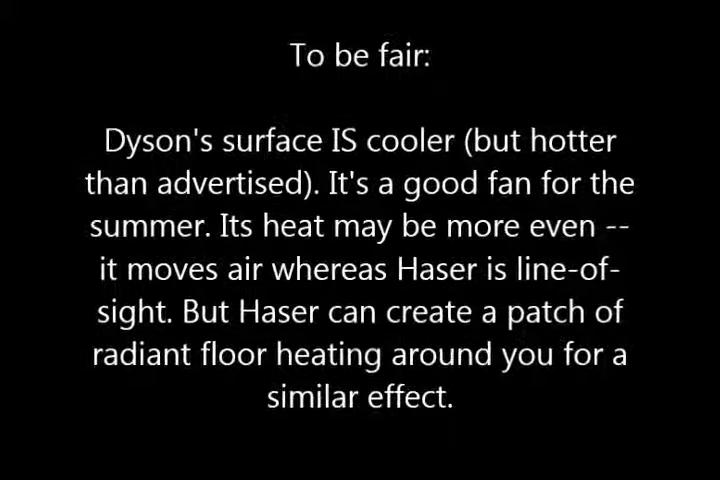 To be fair:
Dyson's surface IS cooler (but hotter
than advertised). It's a good fan for the
summer. Its heat may be more even --
it moves air whereas Haser is line-of-
sight. But Haser can create a patch of
radiant floor heating around you for a
similar effect.